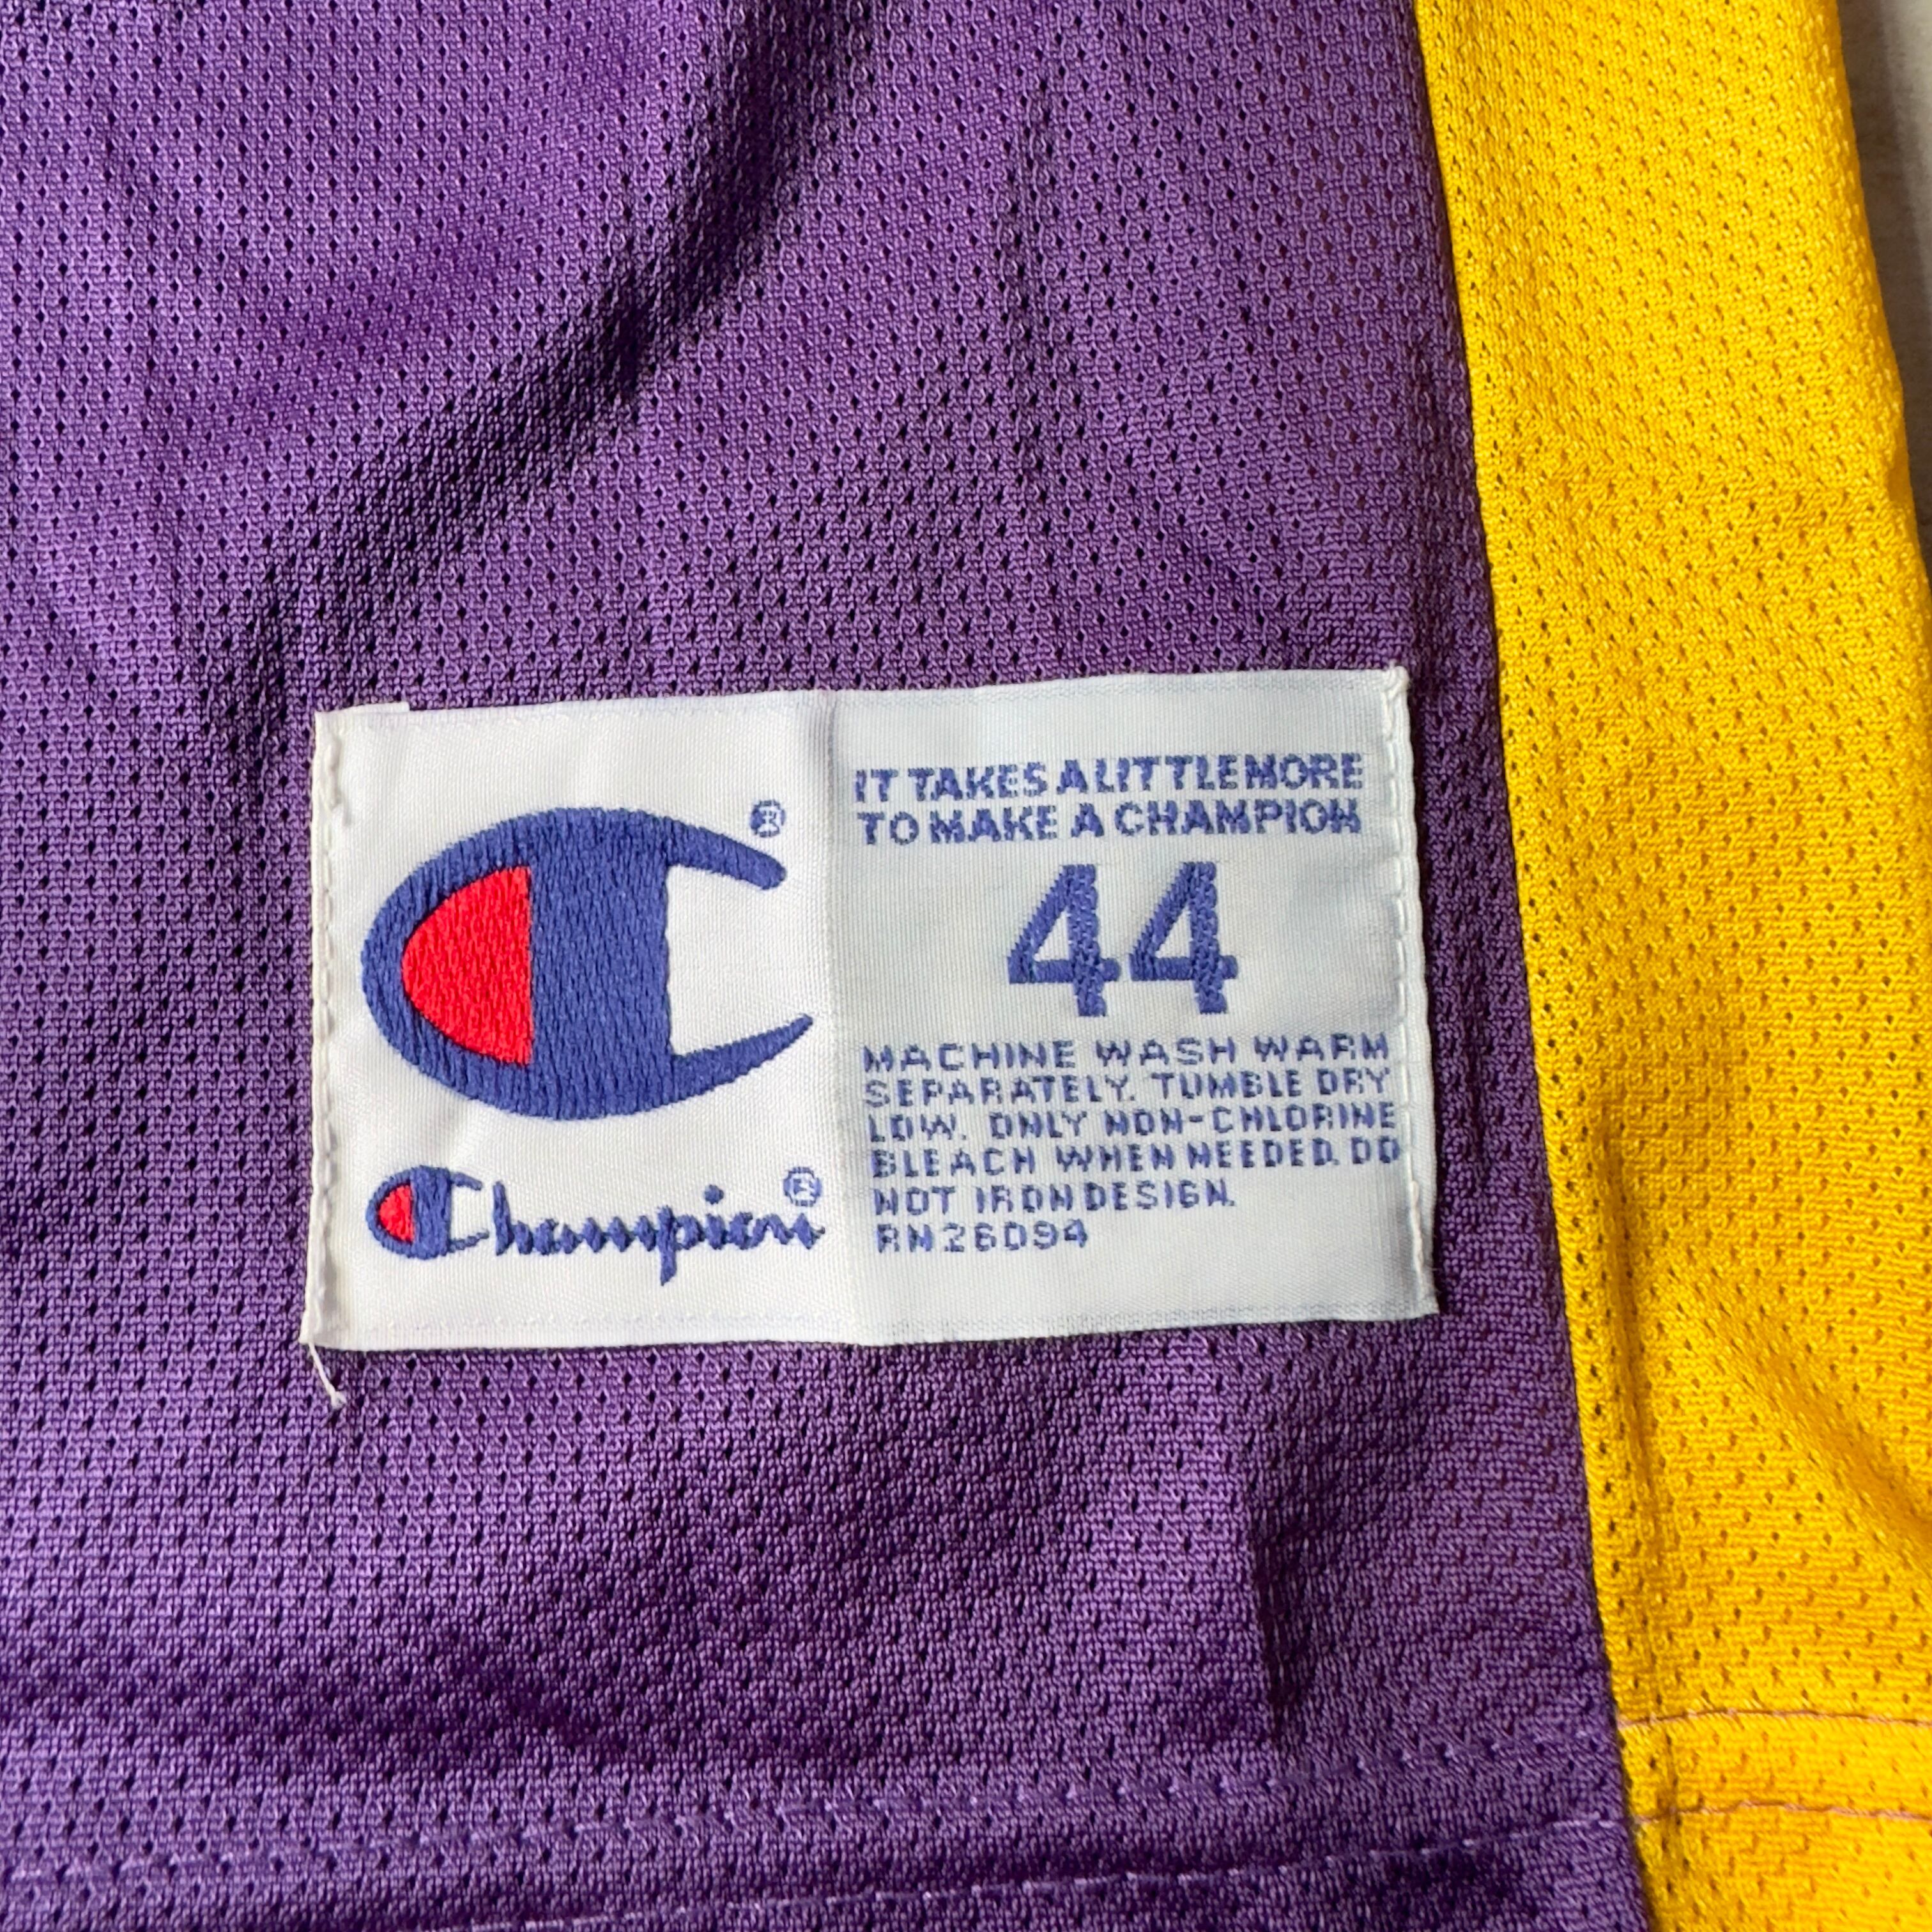 ®
Champion®
IT TAKES A LITTLE MORE
TO MAKE A CHAMPION
44
MACHINE WASH WARM
SEPARATELY. TUMBLE DRY
LOW. ONLY NON-CHLORINE
BLEACH WHEN NEEDED. DO
NOT IRON DESIGN.
RN26094